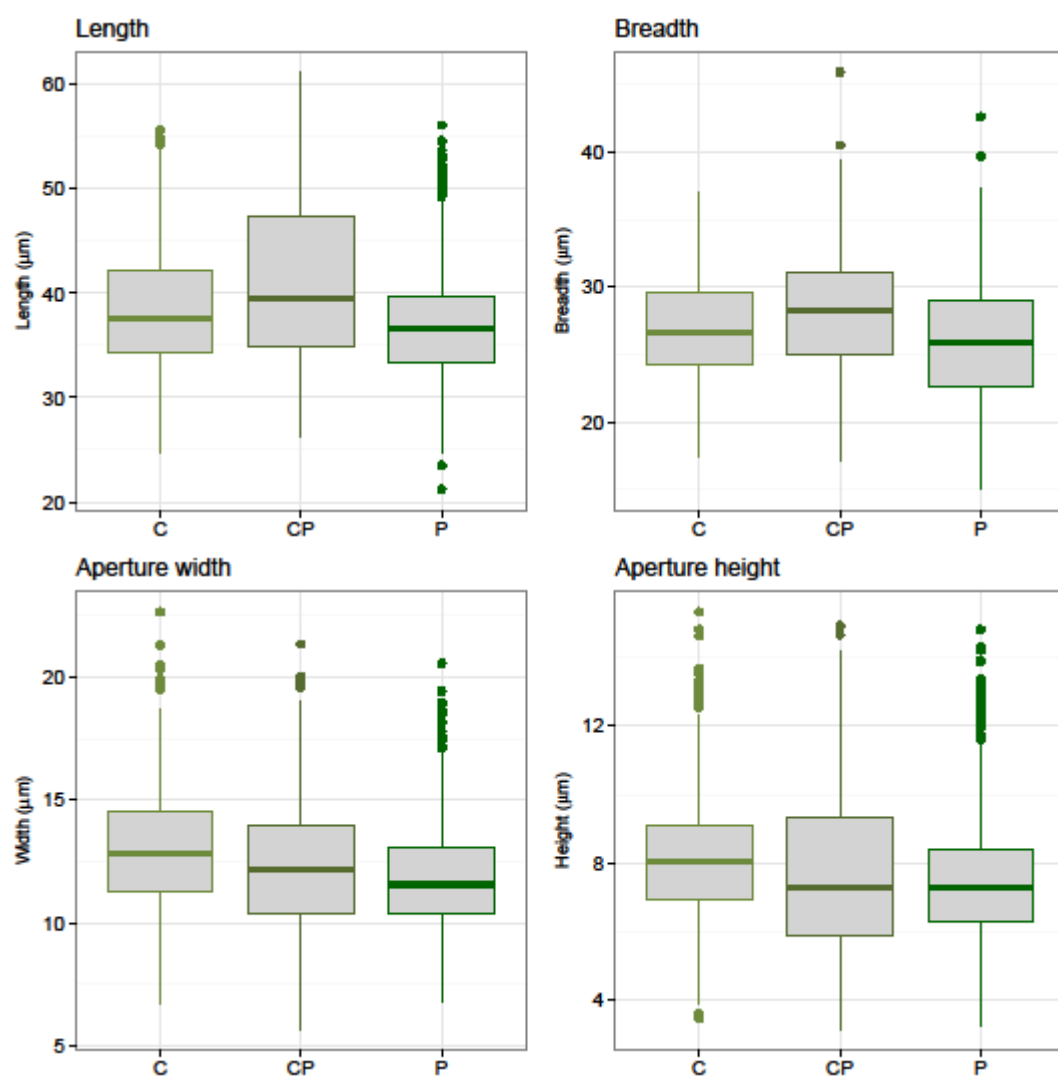 Length
Length (µm)
60
50
40
30
20
C CP P
Breadth
Breadth (µm)
40
30
20
C CP P
Aperture width
Width (µm)
20
15
10
5
C CP P
Aperture height
Height (µm)
12
8
4
C CP P